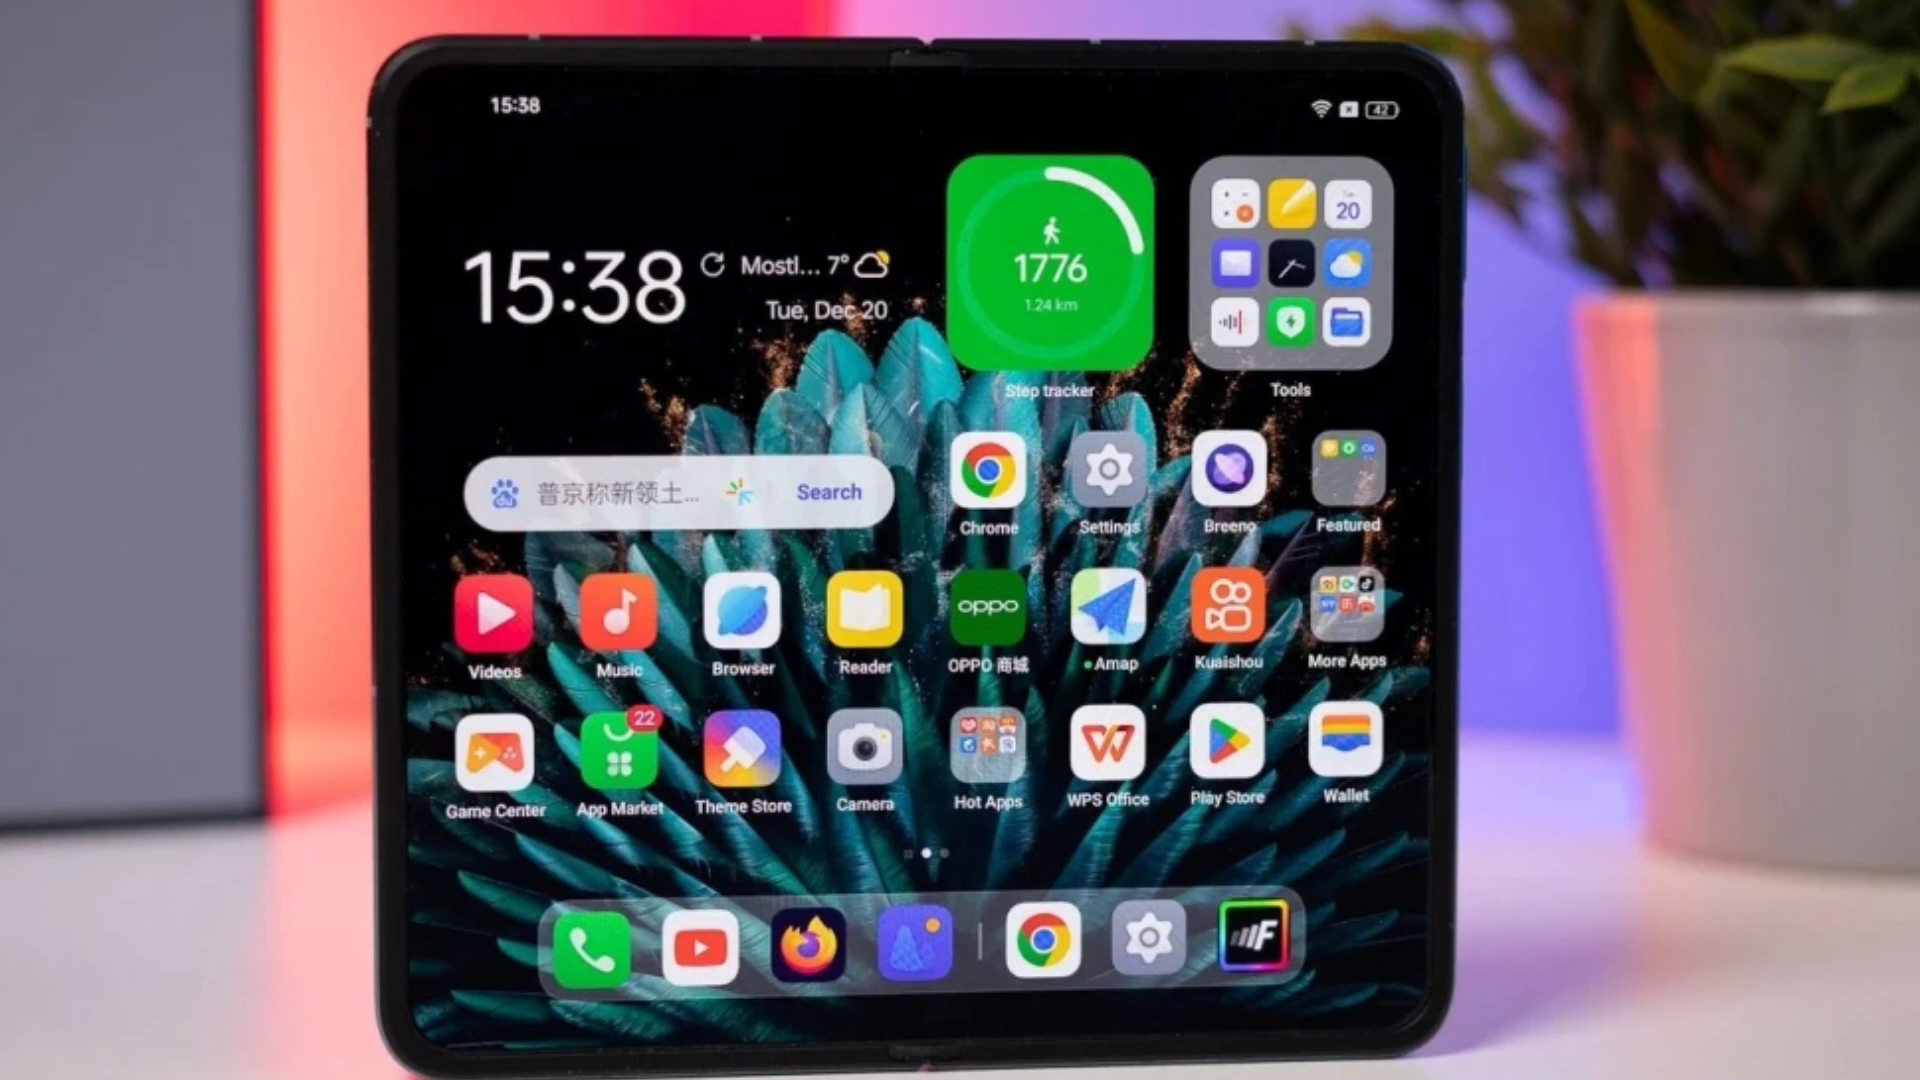 15:38
42
15:38
Mostl... 7°
Tue, Dec 20
1776
1.24 km
Step tracker
20
Tools
普京称新领土...
Search
Chrome
Settings
Breeno
Featured
Videos
Music
Browser
Reader
oppo
OPPO 商城
Amap
Kuaishou
More Apps
22
Game Center
App Market
Theme Store
Camera
Hot Apps
WPS Office
Play Store
Wallet